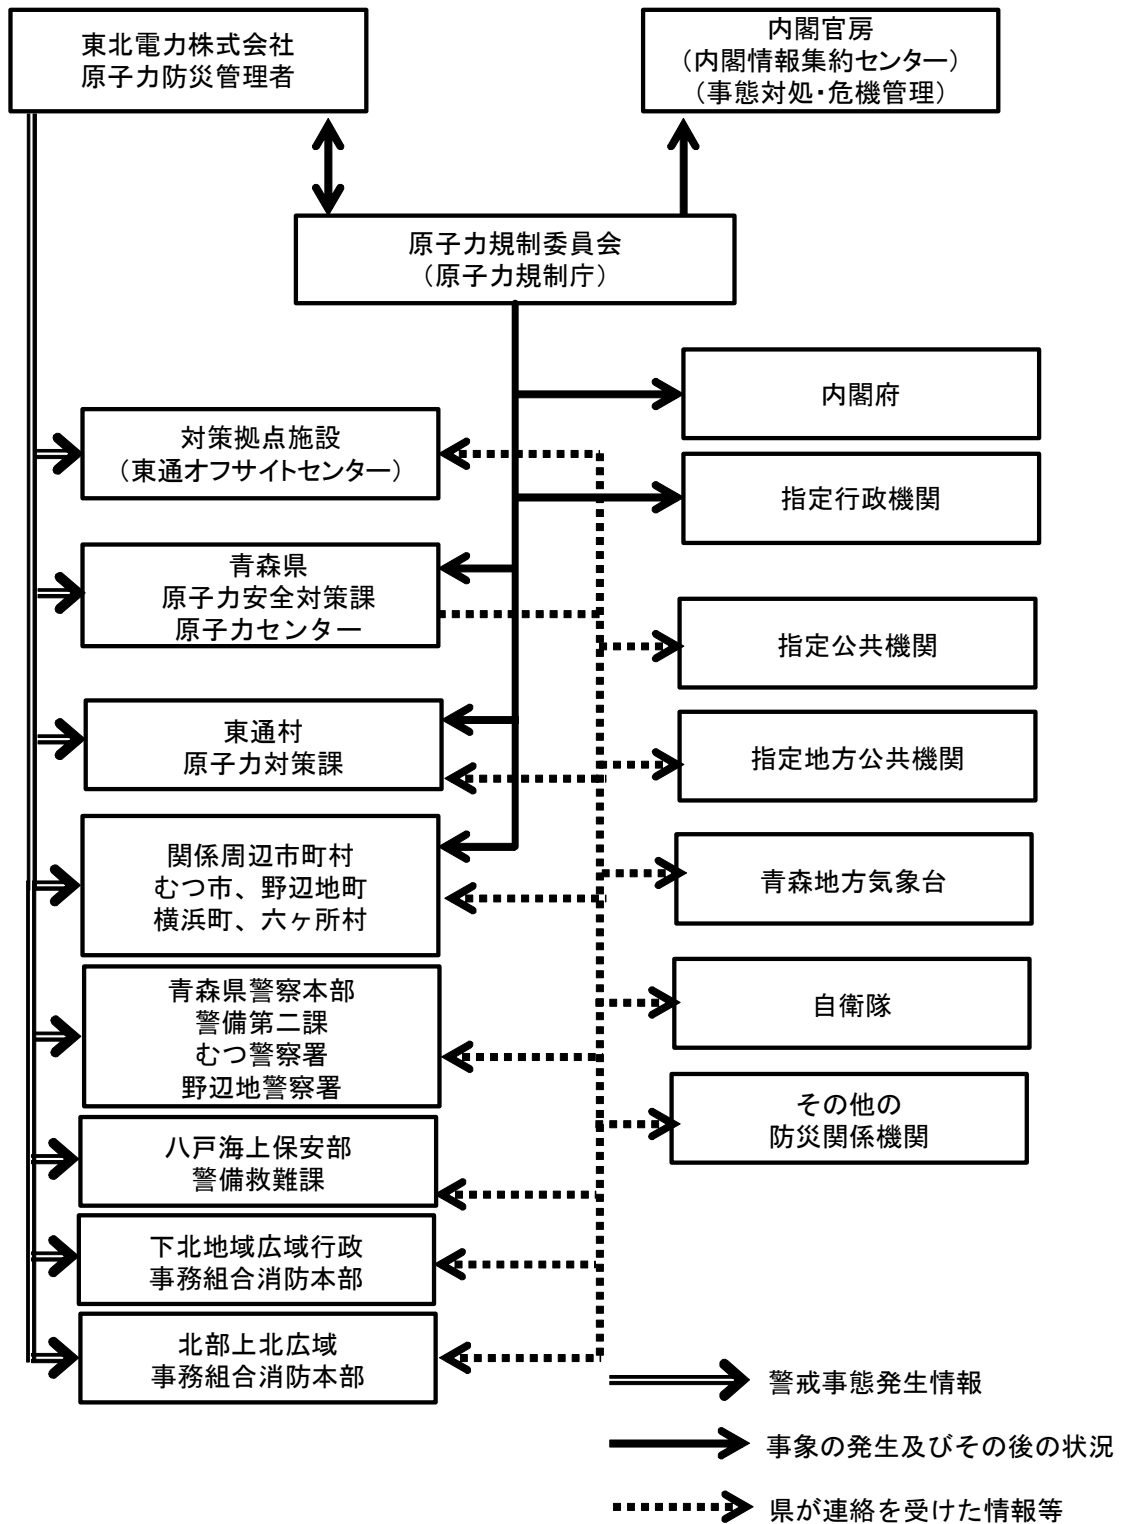 東北電力株式会社
原子力防災管理者
内閣官房
（内閣情報集約センター）
（事態対処・危機管理）
原子力規制委員会
（原子力規制庁）
内閣府
対策拠点施設
（東通オフサイトセンター）
指定行政機関
青森県
原子力安全対策課
原子力センター
指定公共機関
東通村
原子力対策課
指定地方公共機関
関係周辺市町村
むつ市、野辺地町
横浜町、六ヶ所村
青森地方気象台
青森県警察本部
警備第二課
むつ警察署
野辺地警察署
自衛隊
その他の
防災関係機関
八戸海上保安部
警備救難課
下北地域広域行政
事務組合消防本部
北部上北広域
事務組合消防本部
警戒事態発生情報
事象の発生及びその後の状況
県が連絡を受けた情報等